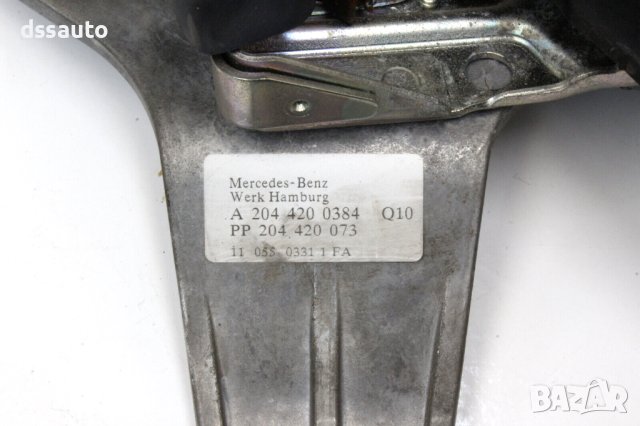 dssauto
Mercedes-Benz
Werk Hamburg
A 204 420 0384 Q10
PP 204 420 073
11 055 0331 1 FA
BAZAR